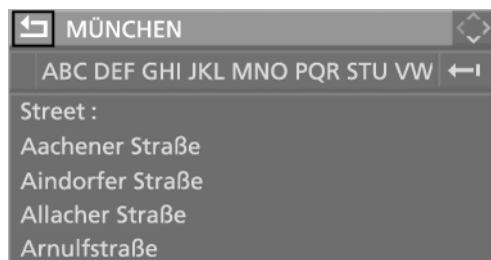 MÜNCHEN
ABC DEF GHI JKL MNO PQR STU VW
Street :
Aachener Straße
Aindorfer Straße
Allacher Straße
Arnulfstraße